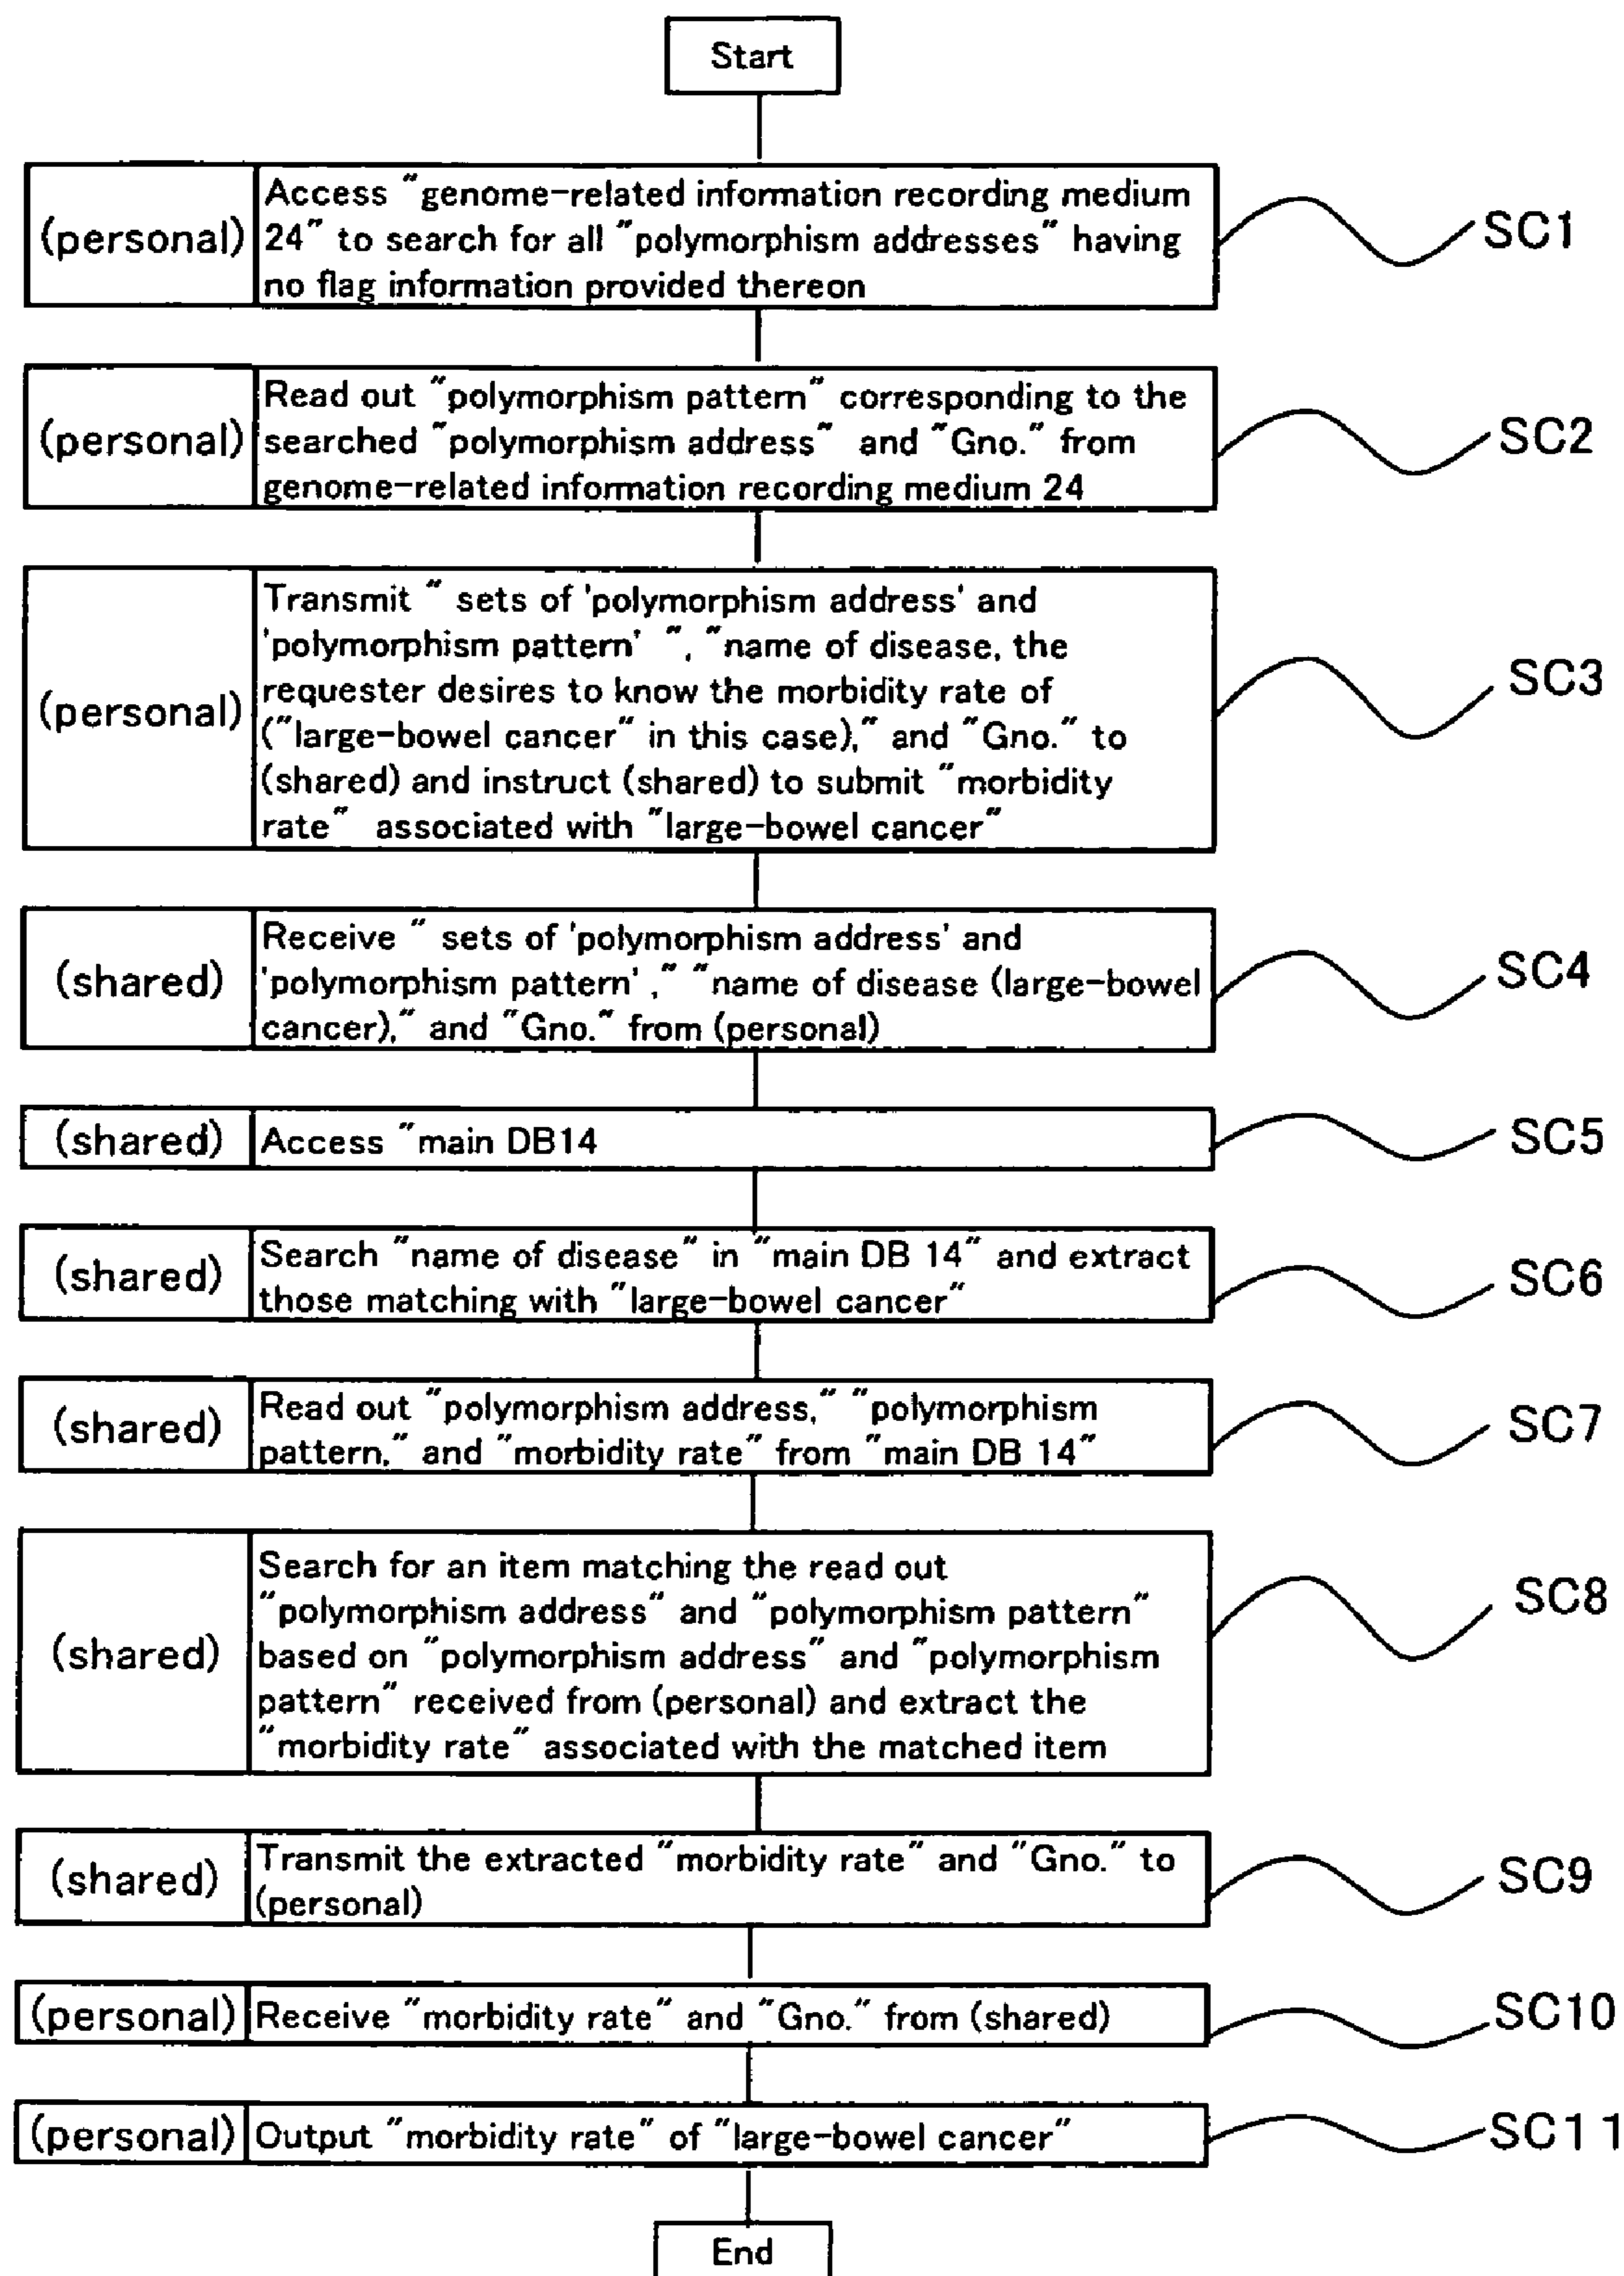 Start
(personal)
Access "genome-related information recording medium
24" to search for all "polymorphism addresses" having
no flag information provided thereon
SC1
(personal)
Read out "polymorphism pattern" corresponding to the
searched "polymorphism address" and "Gno." from
genome-related information recording medium 24
SC2
(personal)
Transmit " sets of 'polymorphism address' and
'polymorphism pattern' ", "name of disease, the
requester desires to know the morbidity rate of
("large-bowel cancer" in this case)," and "Gno." to
(shared) and instruct (shared) to submit "morbidity
rate" associated with "large-bowel cancer"
SC3
(shared)
Receive " sets of 'polymorphism address' and
'polymorphism pattern'," "name of disease (large-bowel
cancer)," and "Gno." from (personal)
SC4
(shared)
Access "main DB14
SC5
(shared)
Search "name of disease" in "main DB 14" and extract
those matching with "large-bowel cancer"
SC6
(shared)
Read out "polymorphism address," "polymorphism
pattern," and "morbidity rate" from "main DB 14"
SC7
(shared)
Search for an item matching the read out
"polymorphism address" and "polymorphism pattern"
based on "polymorphism address" and "polymorphism
pattern" received from (personal) and extract the
"morbidity rate" associated with the matched item
SC8
(shared)
Transmit the extracted "morbidity rate" and "Gno." to
(personal)
SC9
(personal)
Receive "morbidity rate" and "Gno." from (shared)
SC10
(personal)
Output "morbidity rate" of "large-bowel cancer"
SC11
End